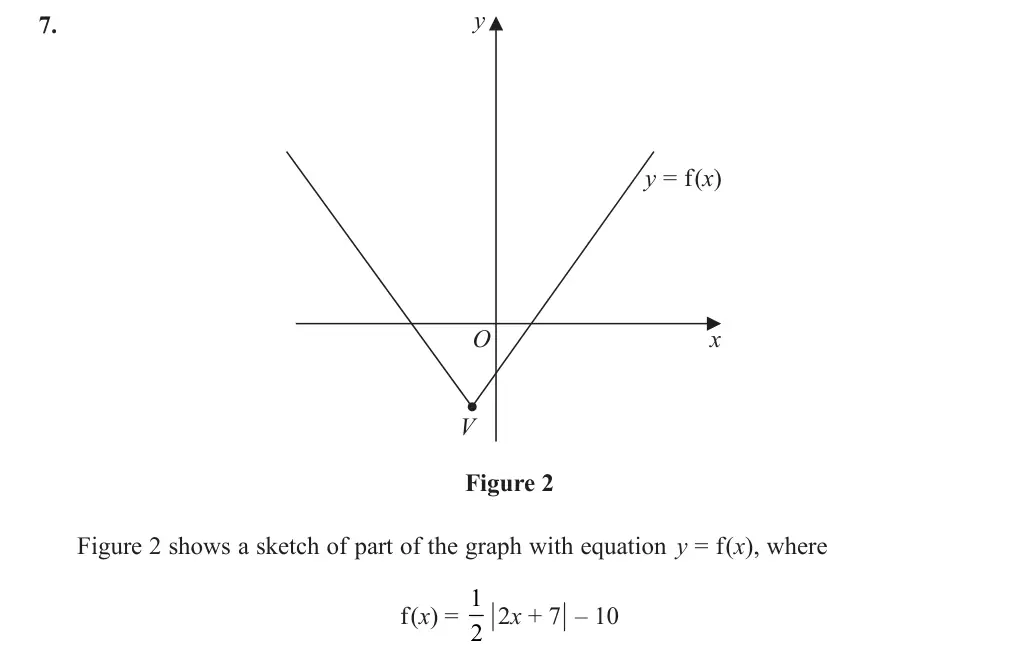 7.
y
y = f(x)
O
x
V
Figure 2
Figure 2 shows a sketch of part of the graph with equation y = f(x), where
f(x) = 1/2 |2x + 7| – 10